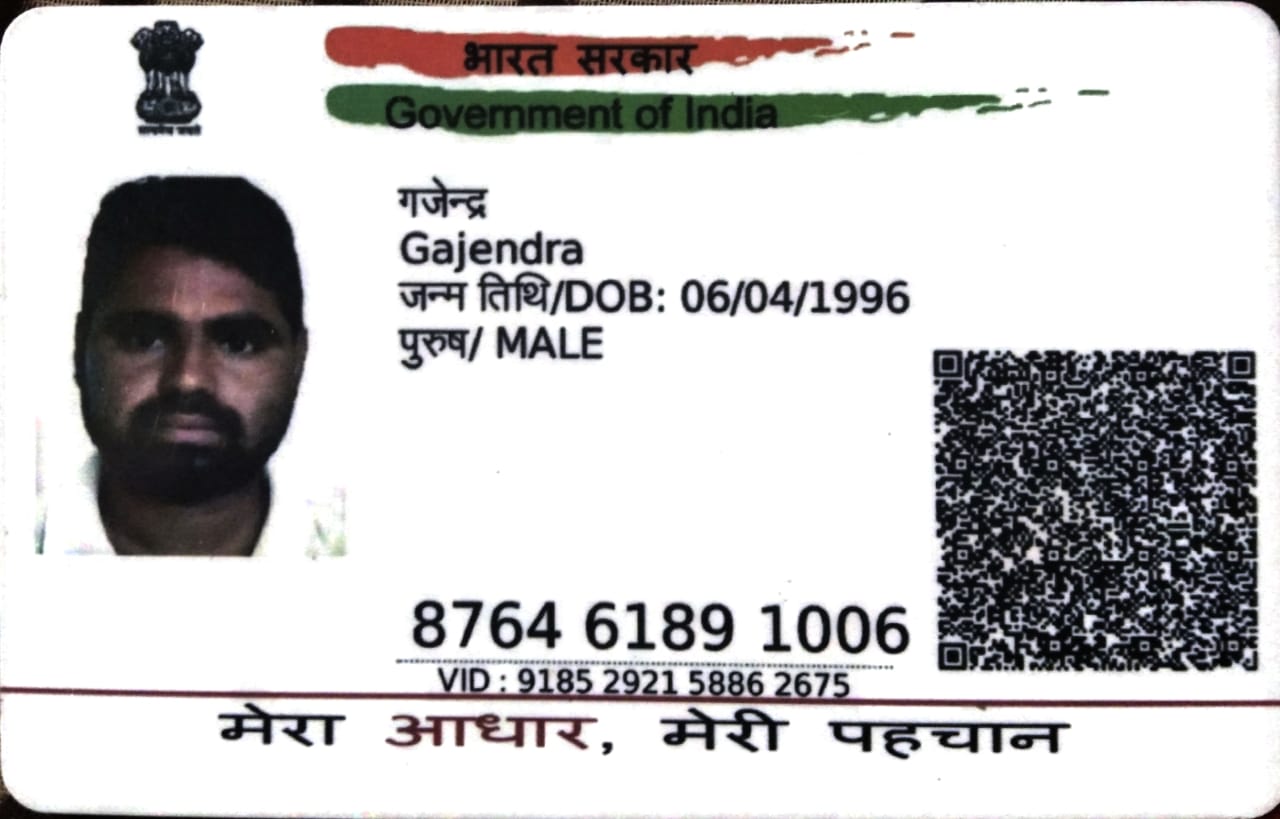 भारत सरकार
Government of India
सत्यमेव जयते
गजेन्द्र
Gajendra
जन्म तिथि/DOB: 06/04/1996
पुरुष/ MALE
8764 6189 1006
VID : 9185 2921 5886 2675
मेरा आधार, मेरी पहचान